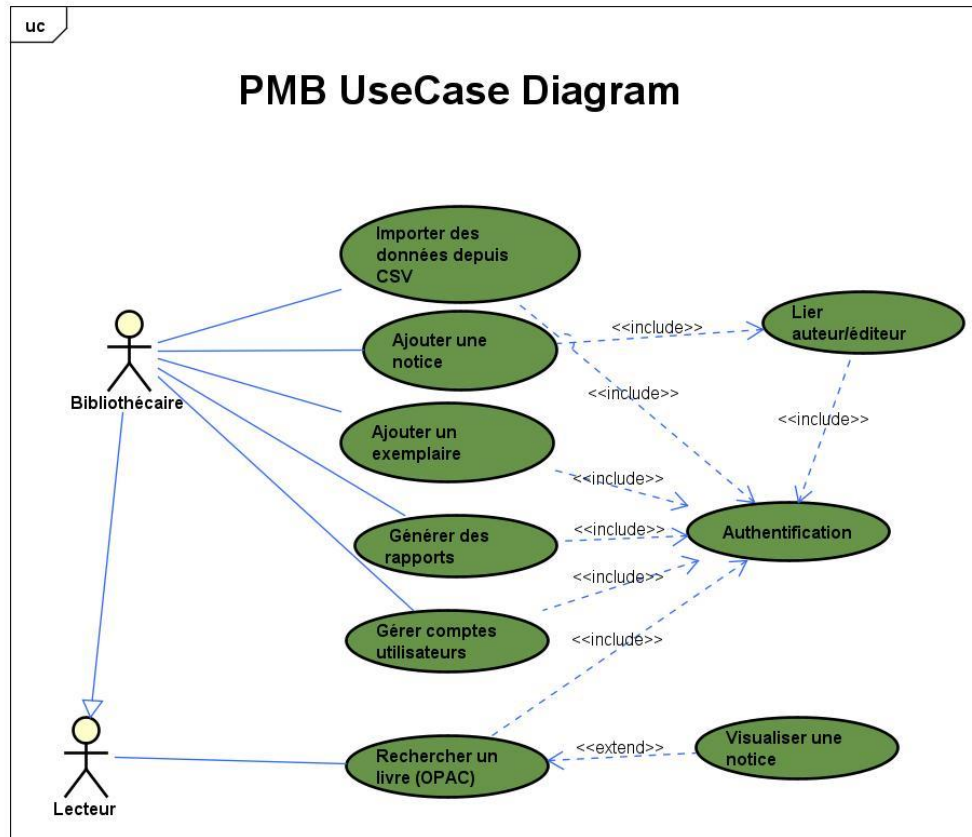 uc
PMB UseCase Diagram
Importer des
données depuis
CSV
Ajouter une
notice
<<include>>
Lier
auteur/éditeur
<<include>>
<<include>>
Bibliothécaire
Ajouter un
exemplaire
<<include>>
Générer des
rapports
<<include>>
Authentification
<<include>>
Gérer comptes
utilisateurs
<<include>>
Rechercher un
livre (OPAC)
<<extend>>
Visualiser une
notice
Lecteur